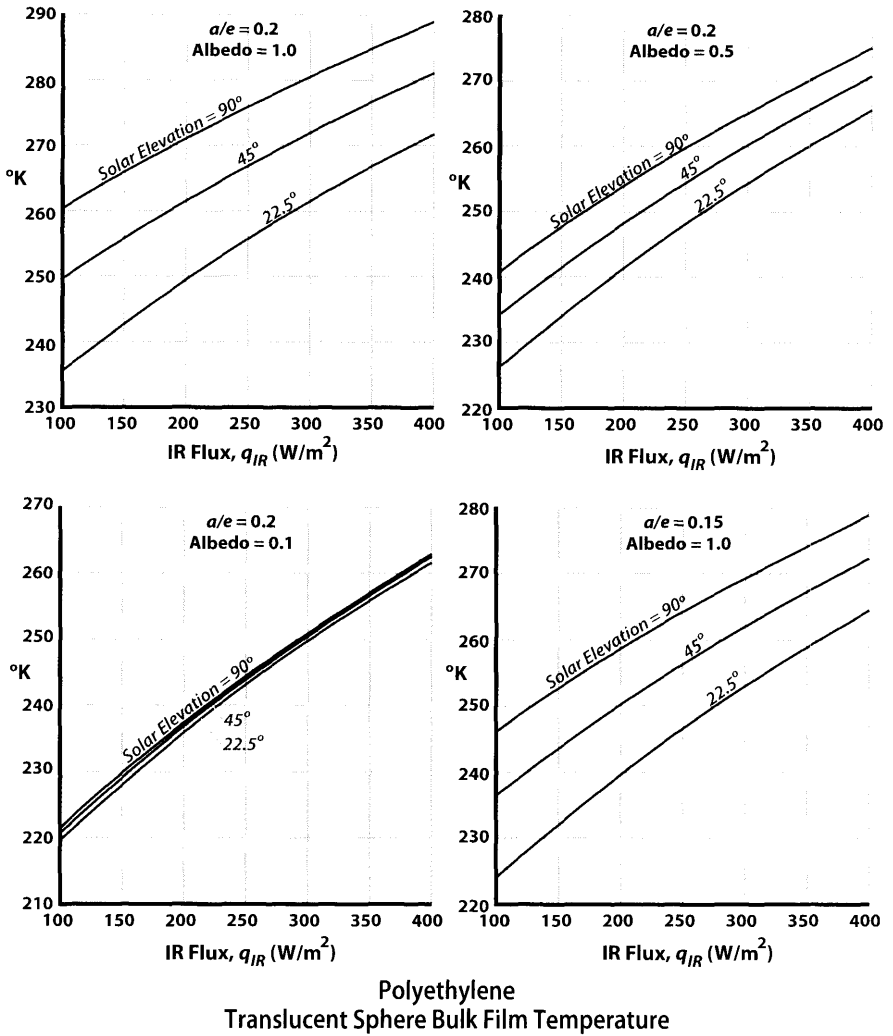 290
280
270
260
250
240
230
°K
a/e = 0.2
Albedo = 1.0
Solar Elevation = 90°
45°
22.5°
100 150 200 250 300 350 400
IR Flux, qIR (W/m²)
280
270
260
250
240
230
220
°K
a/e = 0.2
Albedo = 0.5
Solar Elevation = 90°
45°
22.5°
100 150 200 250 300 350 400
IR Flux, qIR (W/m²)
270
260
250
240
230
220
210
°K
a/e = 0.2
Albedo = 0.1
Solar Elevation = 90°
45°
22.5°
100 150 200 250 300 350 400
IR Flux, qIR (W/m²)
280
270
260
250
240
230
220
°K
a/e = 0.15
Albedo = 1.0
Solar Elevation = 90°
45°
22.5°
100 150 200 250 300 350 400
IR Flux, qIR (W/m²)
Polyethylene
Translucent Sphere Bulk Film Temperature